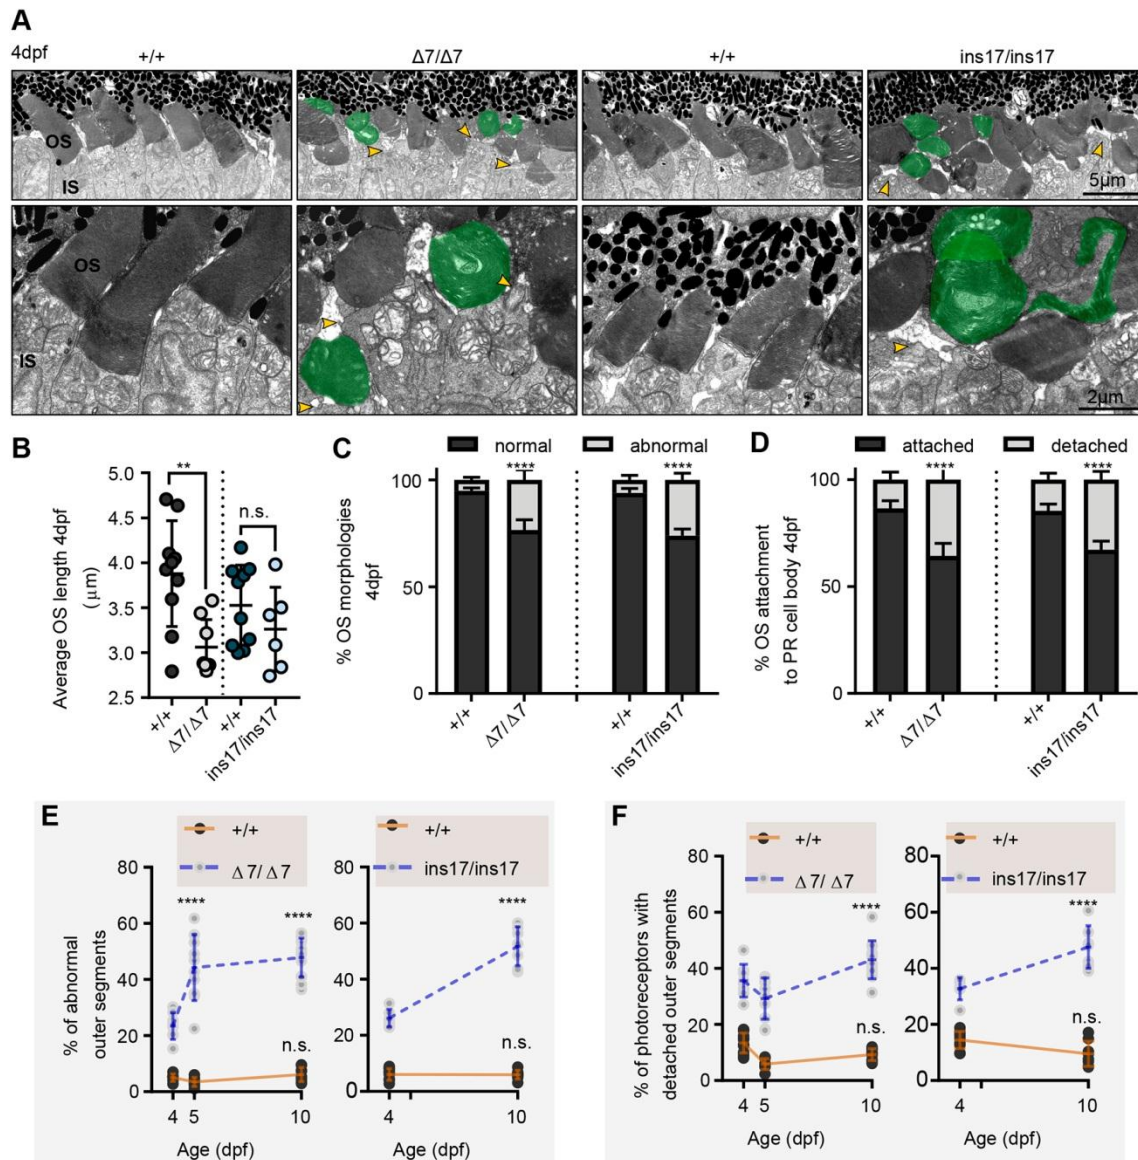 A
4dpf
+/+
Δ7/Δ7
+/+
ins17/ins17
OS
IS
5μm
OS
IS
2μm
B
Average OS length 4dpf
(μm)
5.0
4.5
4.0
3.5
3.0
2.5
**
n.s.
+/+
Δ7/Δ7
+/+
ins17/ins17
C
normal
abnormal
% OS morphologies
4dpf
100
50
0
****
****
+/+
Δ7/Δ7
+/+
ins17/ins17
D
attached
detached
% OS attachment
to PR cell body 4dpf
100
50
0
****
****
+/+
Δ7/Δ7
+/+
ins17/ins17
E
+/+
Δ7/Δ7
% of abnormal
outer segments
80
60
40
20
0
****
****
n.s.
4
5
10
Age (dpf)
+/+
ins17/ins17
80
60
40
20
0
****
n.s.
4
10
Age (dpf)
F
+/+
Δ7/Δ7
% of photoreceptors with
detached outer segments
80
60
40
20
0
****
n.s.
4
5
10
Age (dpf)
+/+
ins17/ins17
80
60
40
20
0
****
n.s.
4
10
Age (dpf)